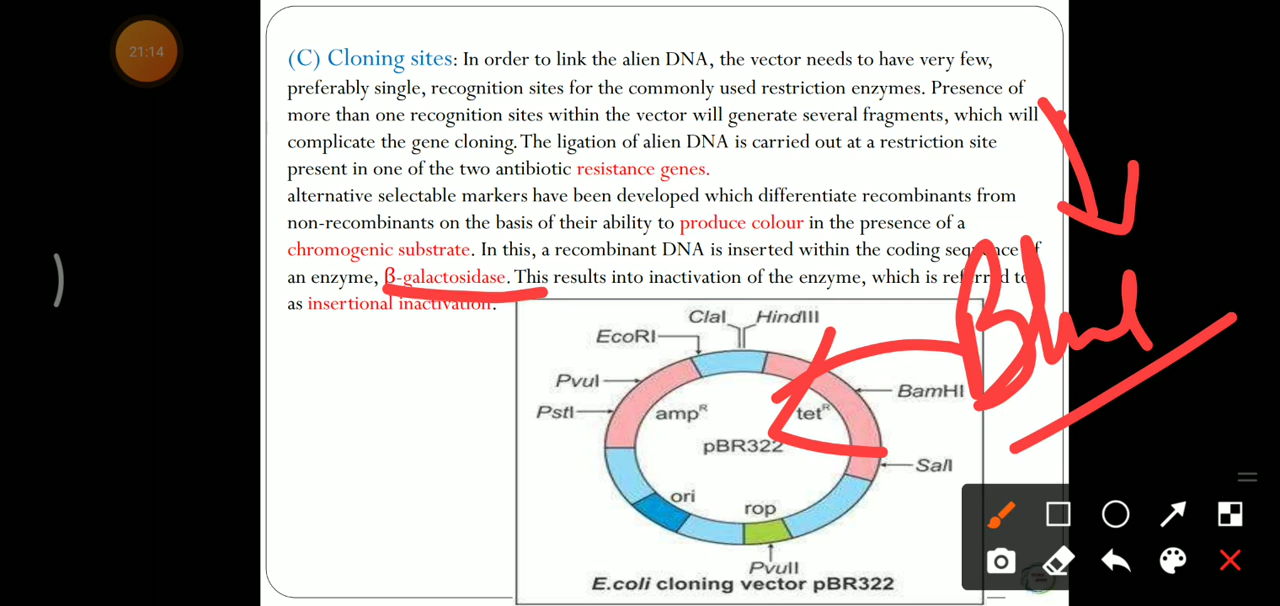 21:14
(C) Cloning sites: In order to link the alien DNA, the vector needs to have very few,
preferably single, recognition sites for the commonly used restriction enzymes. Presence of
more than one recognition sites within the vector will generate several fragments, which will
complicate the gene cloning. The ligation of alien DNA is carried out at a restriction site
present in one of the two antibiotic resistance genes.
alternative selectable markers have been developed which differentiate recombinants from
non-recombinants on the basis of their ability to produce colour in the presence of a
chromogenic substrate. In this, a recombinant DNA is inserted within the coding sequence of
an enzyme, β-galactosidase. This results into inactivation of the enzyme, which is referred to
as insertional inactivation.
Blue
ClaI HindIII
EcoRI
PvuI
BamHI
PstI
ampR
tetR
pBR322
SalI
ori
rop
PvuII
E.coli cloning vector pBR322